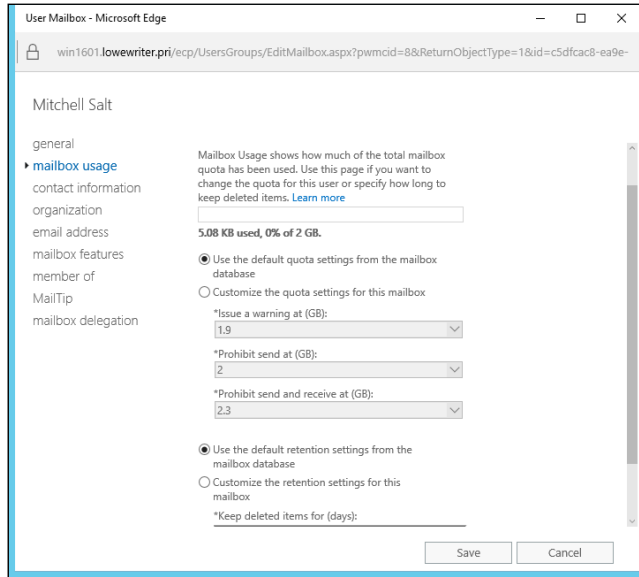 User Mailbox - Microsoft Edge
win1601.lowewriter.pri/ecp/UsersGroups/EditMailbox.aspx?pwmcid=8&ReturnObjectType=1&id=c5dfcac8-ea9e-
Mitchell Salt
general
mailbox usage
contact information
organization
email address
mailbox features
member of
MailTip
mailbox delegation
Mailbox Usage shows how much of the total mailbox
quota has been used. Use this page if you want to
change the quota for this user or specify how long to
keep deleted items. Learn more
5.08 KB used, 0% of 2 GB.
Use the default quota settings from the mailbox
database
Customize the quota settings for this mailbox
*Issue a warning at (GB):
1.9
*Prohibit send at (GB):
2
*Prohibit send and receive at (GB):
2.3
Use the default retention settings from the
mailbox database
Customize the retention settings for this
mailbox
*Keep deleted items for (days):
Save
Cancel